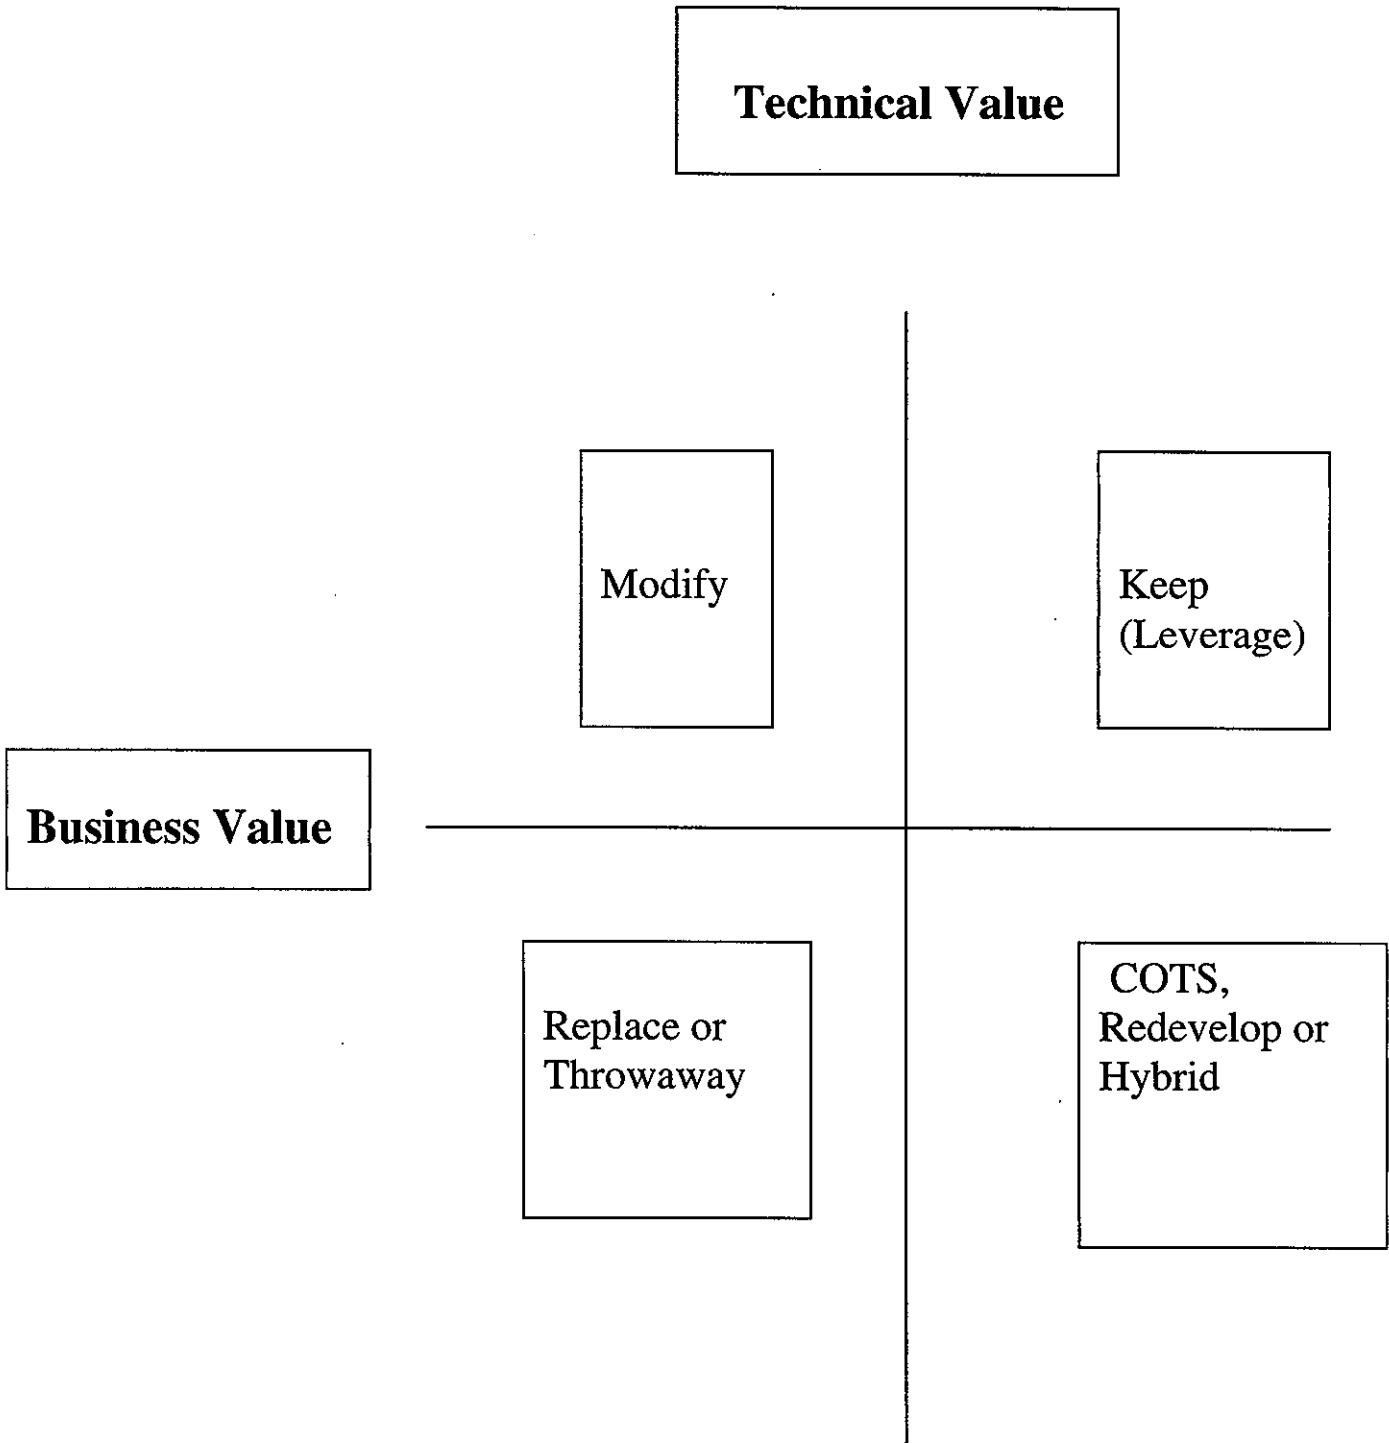 Technical Value
Modify
Keep
(Leverage)
Business Value
Replace or
Throwaway
COTS,
Redevelop or
Hybrid